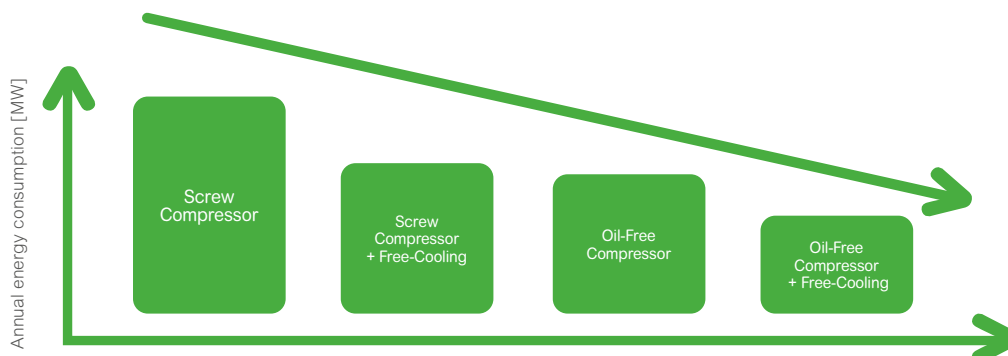 Annual energy consumption [MW]
Screw
Compressor
Screw
Compressor
+ Free-Cooling
Oil-Free
Compressor
Oil-Free
Compressor
+ Free-Cooling